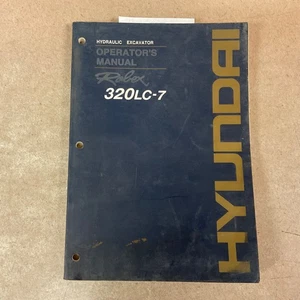 HYDRAULIC EXCAVATOR
OPERATOR'S
MANUAL
Robex
320LC-7
HYUNDAI